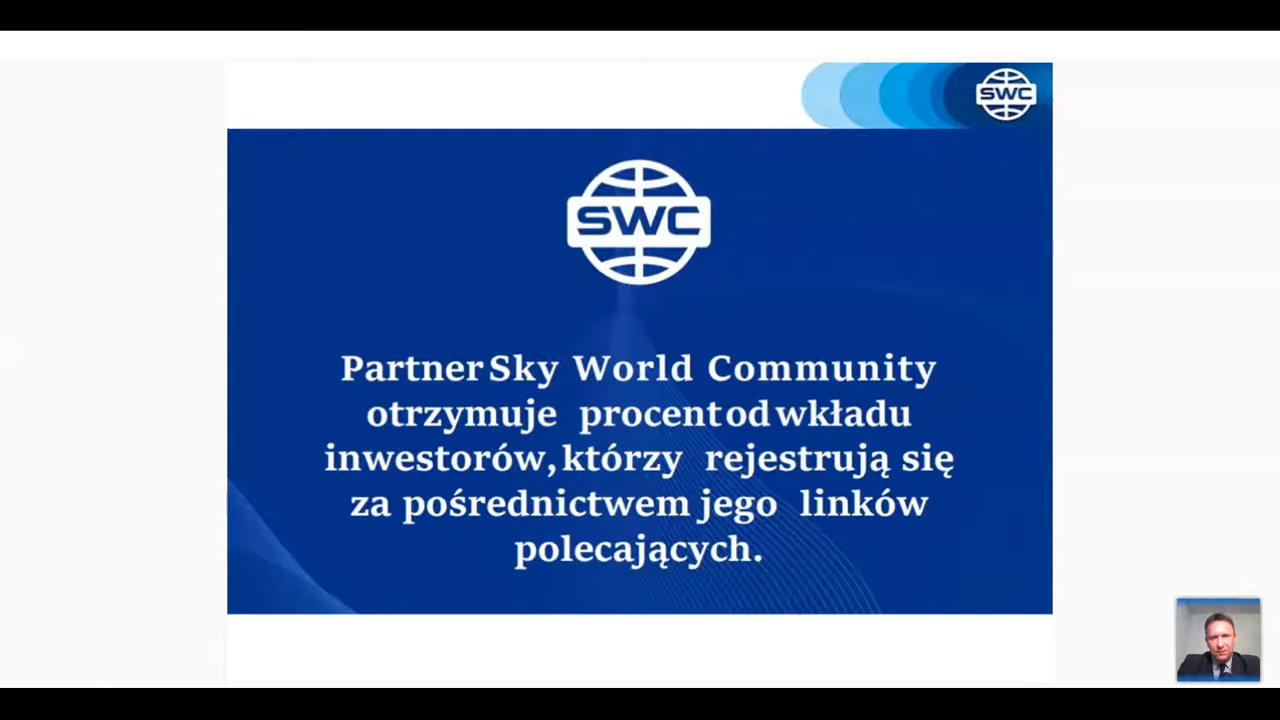 SWC
SWC
Partner Sky World Community
otrzymuje procent od wkładu
inwestorów, którzy rejestrują się
za pośrednictwem jego linków
polecających.